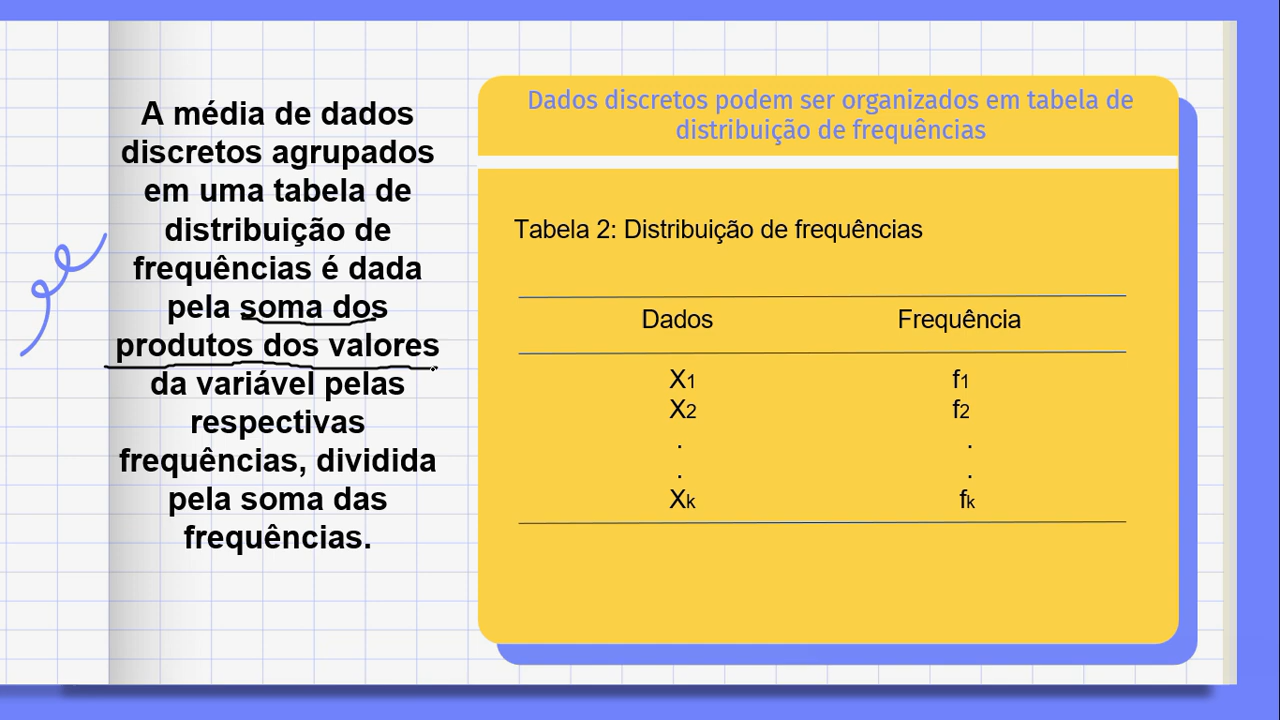 A média de dados
discretos agrupados
em uma tabela de
distribuição de
frequências é dada
pela soma dos
produtos dos valores
da variável pelas
respectivas
frequências, dividida
pela soma das
frequências.
Dados discretos podem ser organizados em tabela de
distribuição de frequências
Tabela 2: Distribuição de frequências
Dados Frequência
X1 f1
X2 f2
. .
. .
Xk fk